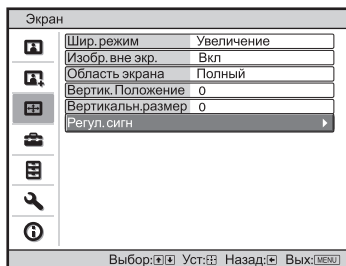 Экран
Шир.режим Увеличение
Изобр.вне экр. Вкл
Область экрана Полный
Вертик.Положение 0
Вертикальн.размер 0
Регул.сигн
Выбор: Уст: Назад: Вых:MENU